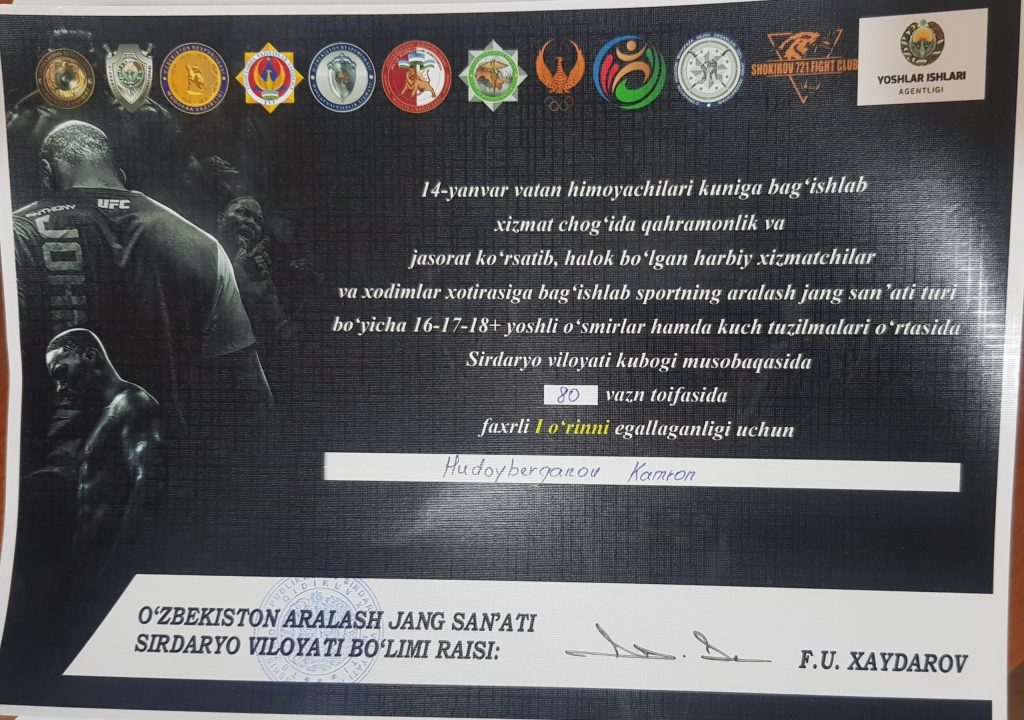 SHOKIROV 721 FIGHT CLUB
YOSHLAR ISHLARI
AGENTLIGI
ANTHONY
UFC
14-yanvar vatan himoyachilari kuniga bag‘ishlab
xizmat chog‘ida qahramonlik va
jasorat ko‘rsatib, halok bo‘lgan harbiy xizmatchilar
va xodimlar xotirasiga bag‘ishlab sportning aralash jang san’ati turi
bo‘yicha 16-17-18+ yoshli o‘smirlar hamda kuch tuzilmalari o‘rtasida
Sirdaryo viloyati kubogi musobaqasida
80 vazn toifasida
faxrli I o‘rinni egallaganligi uchun
Hudoyberganov Kamron
O‘ZBEKISTON ARALASH JANG SAN’ATI
SIRDARYO VILOYATI BO‘LIMI RAISI:
F.U. XAYDAROV